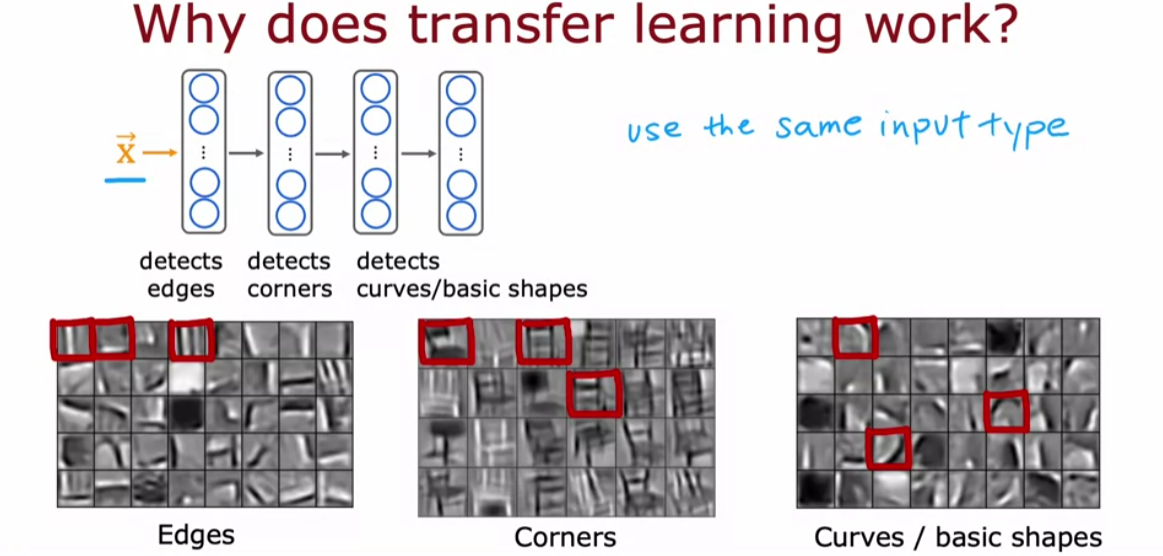 Why does transfer learning work?
use the same input type
x
detects detects detects
edges corners curves/basic shapes
Edges
Corners
Curves / basic shapes